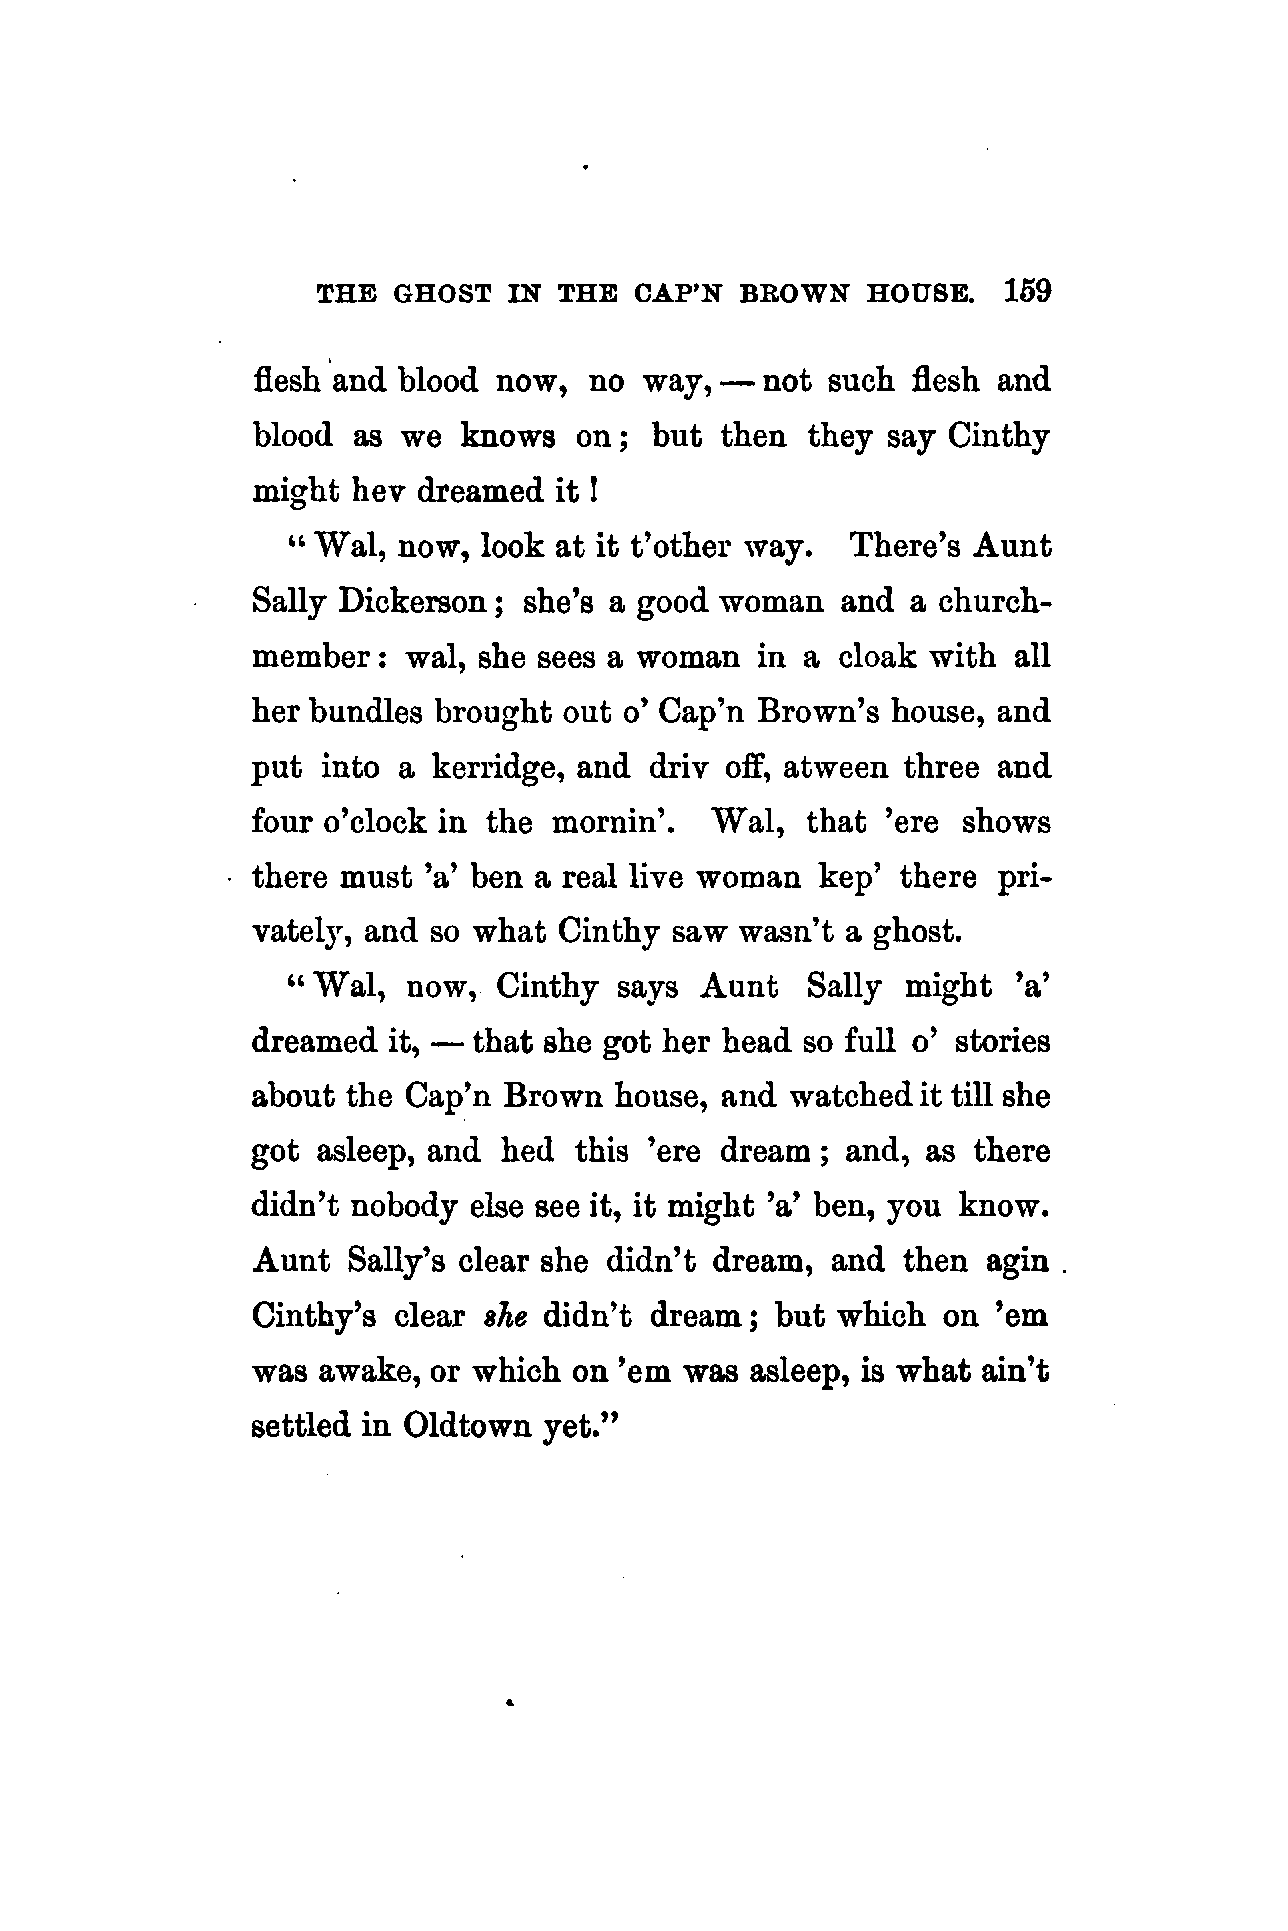 THE GHOST IN THE CAP'N BROWN HOUSE. 159
flesh and blood now, no way, — not such flesh and
blood as we knows on; but then they say Cinthy
might hev dreamed it!
"Wal, now, look at it t'other way. There's Aunt
Sally Dickerson; she's a good woman and a church-
member: wal, she sees a woman in a cloak with all
her bundles brought out o' Cap'n Brown's house, and
put into a kerridge, and driv off, atween three and
four o'clock in the mornin'. Wal, that 'ere shows
there must 'a' ben a real live woman kep' there pri-
vately, and so what Cinthy saw wasn't a ghost.
"Wal, now, Cinthy says Aunt Sally might 'a'
dreamed it, — that she got her head so full o' stories
about the Cap'n Brown house, and watched it till she
got asleep, and hed this 'ere dream; and, as there
didn't nobody else see it, it might 'a' ben, you know.
Aunt Sally's clear she didn't dream, and then agin
Cinthy's clear she didn't dream; but which on 'em
was awake, or which on 'em was asleep, is what ain't
settled in Oldtown yet."